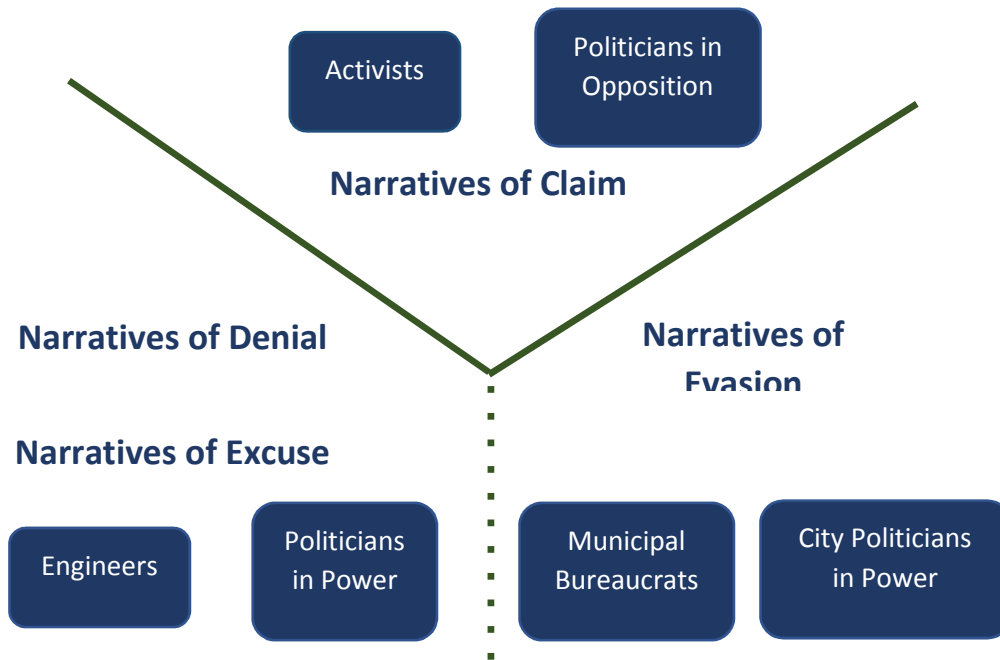 Activists
Politicians in
Opposition
Narratives of Claim
Narratives of Denial
Narratives of
Evasion
Narratives of Excuse
Engineers
Politicians
in Power
Municipal
Bureaucrats
City Politicians
in Power